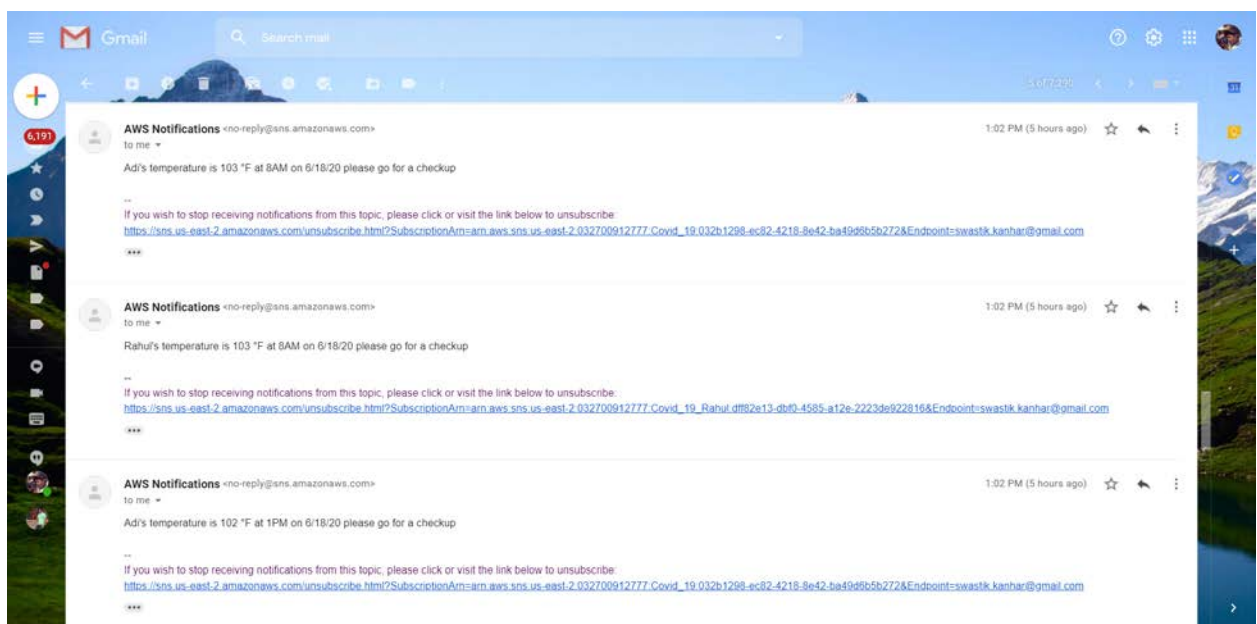 Gmail
Search mail
5 of 7,290
6,191
31
AWS Notifications <no-reply@sns.amazonaws.com>
1:02 PM (5 hours ago)
to me
Adi's temperature is 103 °F at 8AM on 6/18/20 please go for a checkup
--
If you wish to stop receiving notifications from this topic, please click or visit the link below to unsubscribe:
https://sns.us-east-2.amazonaws.com/unsubscribe.html?SubscriptionArn=arn:aws:sns:us-east-2:032700912777:Covid_19:032b1298-ec82-4218-8e42-ba49d6b5b272&Endpoint=swastik.kanhar@gmail.com
AWS Notifications <no-reply@sns.amazonaws.com>
1:02 PM (5 hours ago)
to me
Rahul's temperature is 103 °F at 8AM on 6/18/20 please go for a checkup
--
If you wish to stop receiving notifications from this topic, please click or visit the link below to unsubscribe:
https://sns.us-east-2.amazonaws.com/unsubscribe.html?SubscriptionArn=arn:aws:sns:us-east-2:032700912777:Covid_19_Rahul:dff82e13-dbf0-4585-a12e-2223de922816&Endpoint=swastik.kanhar@gmail.com
AWS Notifications <no-reply@sns.amazonaws.com>
1:02 PM (5 hours ago)
to me
Adi's temperature is 102 °F at 1PM on 6/18/20 please go for a checkup
--
If you wish to stop receiving notifications from this topic, please click or visit the link below to unsubscribe:
https://sns.us-east-2.amazonaws.com/unsubscribe.html?SubscriptionArn=arn:aws:sns:us-east-2:032700912777:Covid_19:032b1298-ec82-4218-8e42-ba49d6b5b272&Endpoint=swastik.kanhar@gmail.com